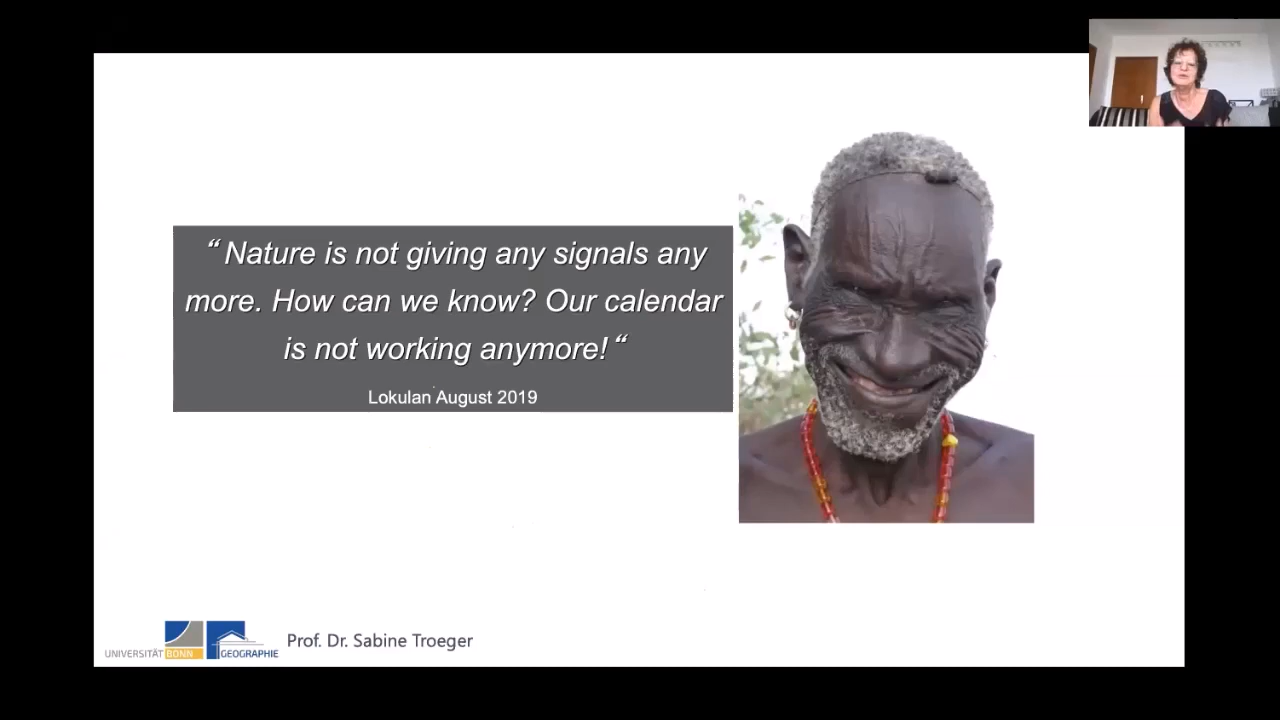 “ Nature is not giving any signals any
more. How can we know? Our calendar
is not working anymore! “
Lokulan August 2019
UNIVERSITÄT BONN
GEOGRAPHIE
Prof. Dr. Sabine Troeger